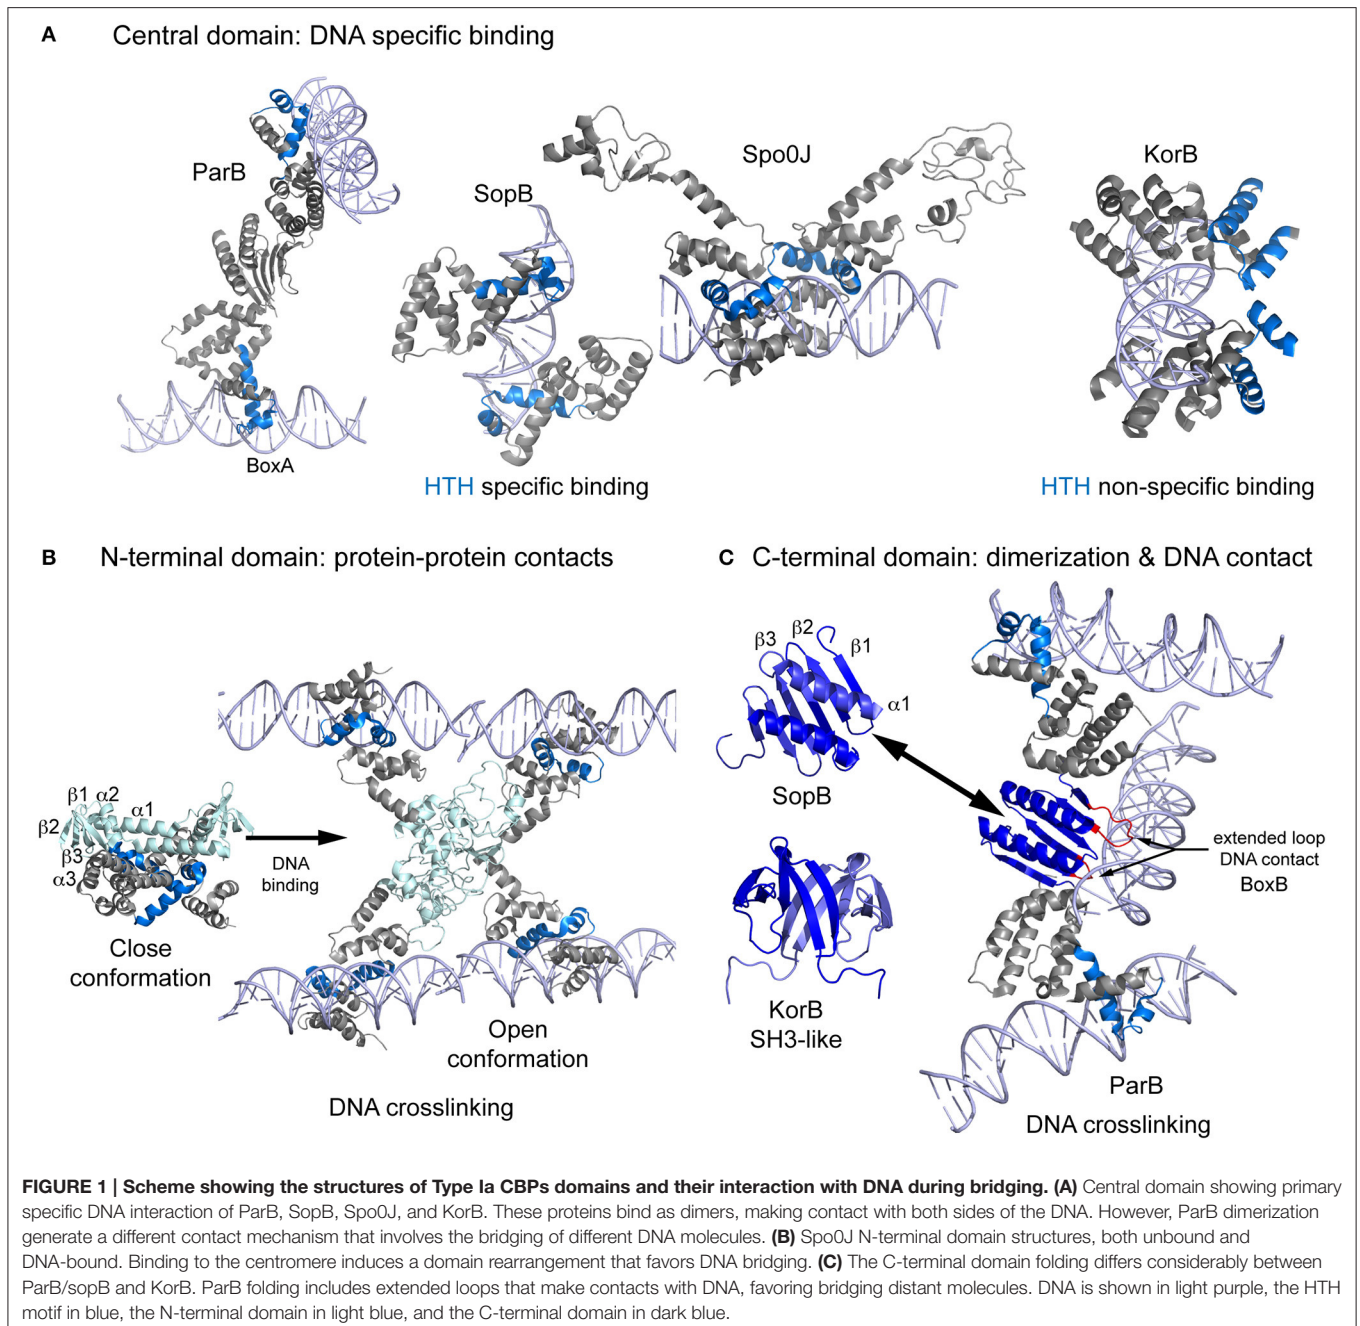 A Central domain: DNA specific binding
ParB
SopB
Spo0J
KorB
BoxA
HTH specific binding
HTH non-specific binding
B N-terminal domain: protein-protein contacts
β1 α2 α1
β2
β3
α3
DNA
binding
Close
conformation
Open
conformation
DNA crosslinking
C C-terminal domain: dimerization & DNA contact
β3 β2 β1
α1
SopB
KorB
SH3-like
extended loop
DNA contact
BoxB
ParB
DNA crosslinking
FIGURE 1 | Scheme showing the structures of Type Ia CBPs domains and their interaction with DNA during bridging. (A) Central domain showing primary
specific DNA interaction of ParB, SopB, Spo0J, and KorB. These proteins bind as dimers, making contact with both sides of the DNA. However, ParB dimerization
generate a different contact mechanism that involves the bridging of different DNA molecules. (B) Spo0J N-terminal domain structures, both unbound and
DNA-bound. Binding to the centromere induces a domain rearrangement that favors DNA bridging. (C) The C-terminal domain folding differs considerably between
ParB/sopB and KorB. ParB folding includes extended loops that make contacts with DNA, favoring bridging distant molecules. DNA is shown in light purple, the HTH
motif in blue, the N-terminal domain in light blue, and the C-terminal domain in dark blue.